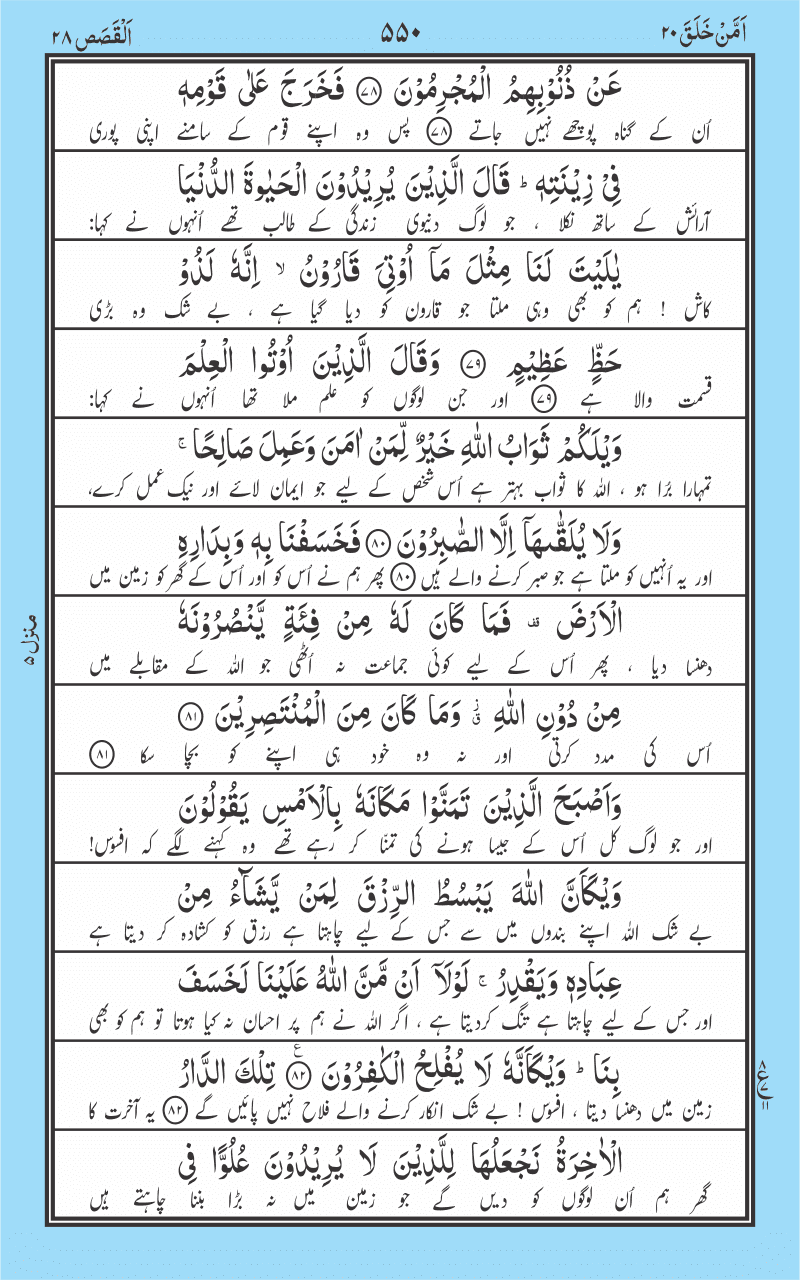 اَمَّنْ خَلَقَ ٢٠
٥٥٠
اَلْقَصَص ٢٨
عَنْ ذُنُوْبِهِمُ الْمُجْرِمُوْنَ ﴿۷۸﴾ فَخَرَجَ عَلٰى قَوْمِهٖ
اُن کے گناہ پوچھے نہیں جاتے ﴿۷۸﴾ پس وہ اپنے قوم کے سامنے اپنی پوری
فِىْ زِيْنَتِهٖ ؕ قَالَ الَّذِيْنَ يُرِيْدُوْنَ الْحَيٰوةَ الدُّنْيَا
آرائش کے ساتھ نکلا ، جو لوگ دنیوی زندگی کے طالب تھے اُنہوں نے کہا:
يٰلَيْتَ لَنَا مِثْلَ مَاۤ اُوْتِىَ قَارُوْنُ ۙ اِنَّهٗ لَذُوْ
کاش ! ہم کو بھی وہی ملتا جو قارون کو دیا گیا ہے ، بے شک وہ بڑی
حَظٍّ عَظِيْمٍ ﴿۷۹﴾ وَقَالَ الَّذِيْنَ اُوْتُوا الْعِلْمَ
قسمت والا ہے ﴿۷۹﴾ اور جن لوگوں کو علم ملا تھا اُنہوں نے کہا:
وَيْلَكُمْ ثَوَابُ اللّٰهِ خَيْرٌ لِّمَنْ اٰمَنَ وَعَمِلَ صَالِحًا ۚ
تمہارا بُرا ہو ، اللہ کا ثواب بہتر ہے اُس شخص کے لیے جو ایمان لائے اور نیک عمل کرے،
وَلَا يُلَقّٰٮهَاۤ اِلَّا الصّٰبِرُوْنَ ﴿۸۰﴾ فَخَسَفْنَا بِهٖ وَبِدَارِهِ
اور یہ اُنہیں کو ملتا ہے جو صبر کرنے والے ہیں ﴿۸۰﴾ پھر ہم نے اُس کو اور اُس کے گھر کو زمین میں
الْاَرْضَ ۛ فَمَا كَانَ لَهٗ مِنْ فِئَةٍ يَّنْصُرُوْنَهٗ
دھنسا دیا ، پھر اُس کے لیے کوئی جماعت نہ اُٹھی جو اللہ کے مقابلے میں
مِنْ دُوْنِ اللّٰهِ ۗ وَمَا كَانَ مِنَ الْمُنْتَصِرِيْنَ ﴿۸۱﴾
اُس کی مدد کرتی اور نہ وہ خود ہی اپنے کو بچا سکا ﴿۸۱﴾
وَاَصْبَحَ الَّذِيْنَ تَمَنَّوْا مَكَانَهٗ بِالْاَمْسِ يَقُوْلُوْنَ
اور جو لوگ کل اُس کے جیسا ہونے کی تمنّا کر رہے تھے وہ کہنے لگے کہ افسوس!
وَيْكَاَنَّ اللّٰهَ يَبْسُطُ الرِّزْقَ لِمَنْ يَّشَآءُ مِنْ
بے شک اللہ اپنے بندوں میں سے جس کے لیے چاہتا ہے رزق کو کشادہ کر دیتا ہے
عِبَادِهٖ وَيَقْدِرُ ۚ لَوْلَاۤ اَنْ مَّنَّ اللّٰهُ عَلَيْنَا لَخَسَفَ
اور جس کے لیے چاہتا ہے تنگ کردیتا ہے ، اگر اللہ نے ہم پر احسان نہ کیا ہوتا تو ہم کو بھی
بِنَا ؕ وَيْكَاَنَّهٗ لَا يُفْلِحُ الْكٰفِرُوْنَ ﴿۸۲﴾ تِلْكَ الدَّارُ
زمین میں دھنسا دیتا ، افسوس ! بے شک انکار کرنے والے فلاح نہیں پائیں گے ﴿۸۲﴾ یہ آخرت کا
الْاٰخِرَةُ نَجْعَلُهَا لِلَّذِيْنَ لَا يُرِيْدُوْنَ عُلُوًّا فِى
گھر ہم اُن لوگوں کو دیں گے جو زمین میں نہ بڑا بننا چاہتے ہیں
منزل ۵
۸
ع
۷
۱۱